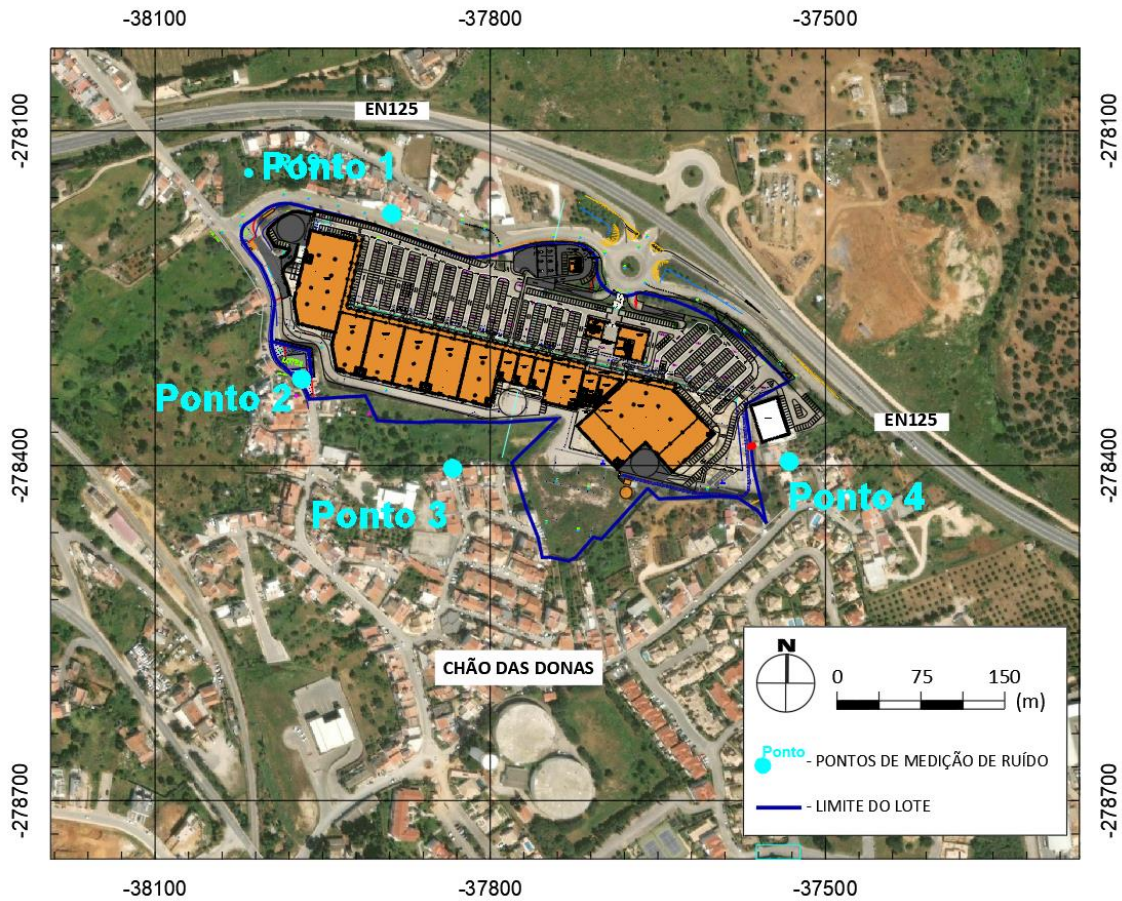 -38100
-37800
-37500
-278100
-278100
EN125
Ponto 1
Ponto 2
EN125
-278400
-278400
Ponto 3
Ponto 4
CHÃO DAS DONAS
N
0 75 150
(m)
Ponto
- PONTOS DE MEDIÇÃO DE RUÍDO
- LIMITE DO LOTE
-278700
-278700
-38100
-37800
-37500